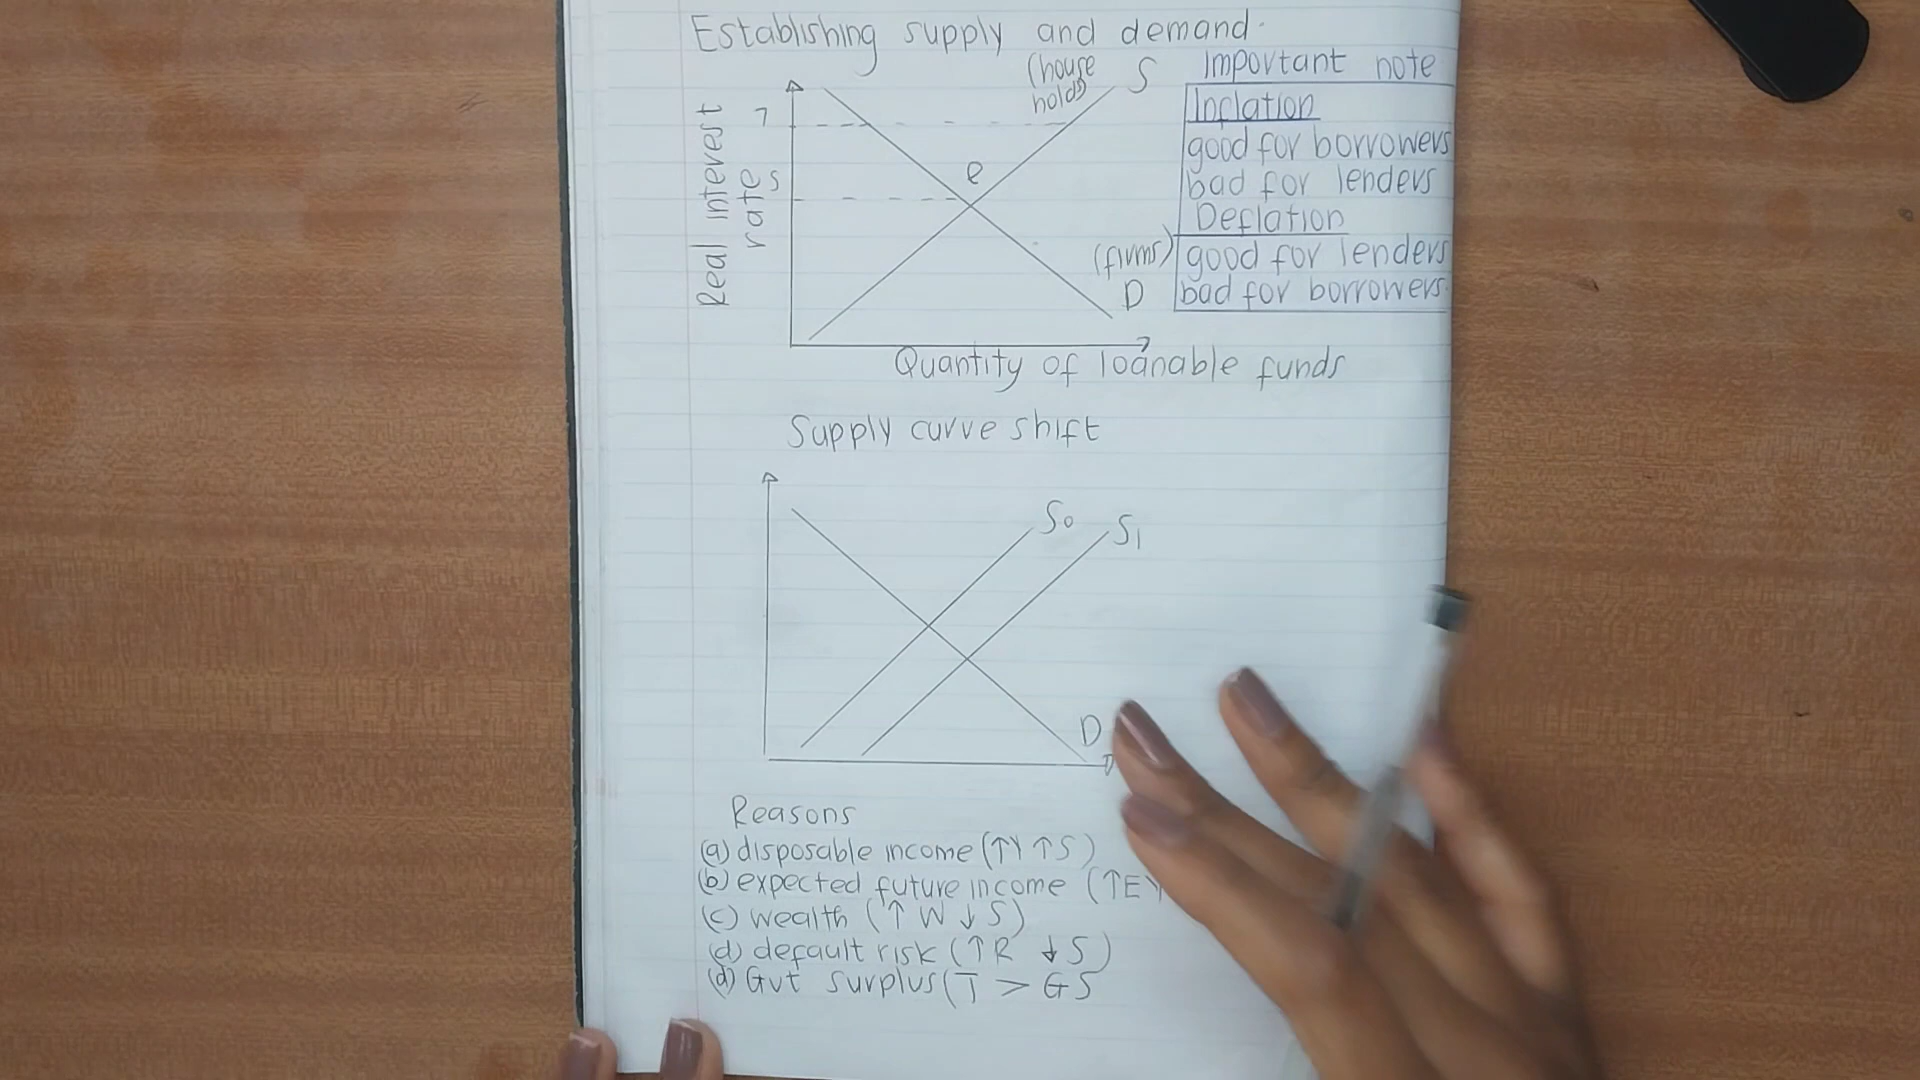 Establishing supply and demand.
(house
holds)
S
Important note
Inflation
good for borrowers
bad for lenders
Deflation
good for lenders
bad for borrowers.
Real interest
rate
7
5
e
(firms)
D
Quantity of loanable funds
Supply curve shift
S0
S1
D
Reasons
(a) disposable income (↑Y ↑S)
(b) expected future income (↑EY
(c) wealth (↑ W ↓ S)
(d) default risk (↑R ↓S)
(d) Gvt surplus (T > GS